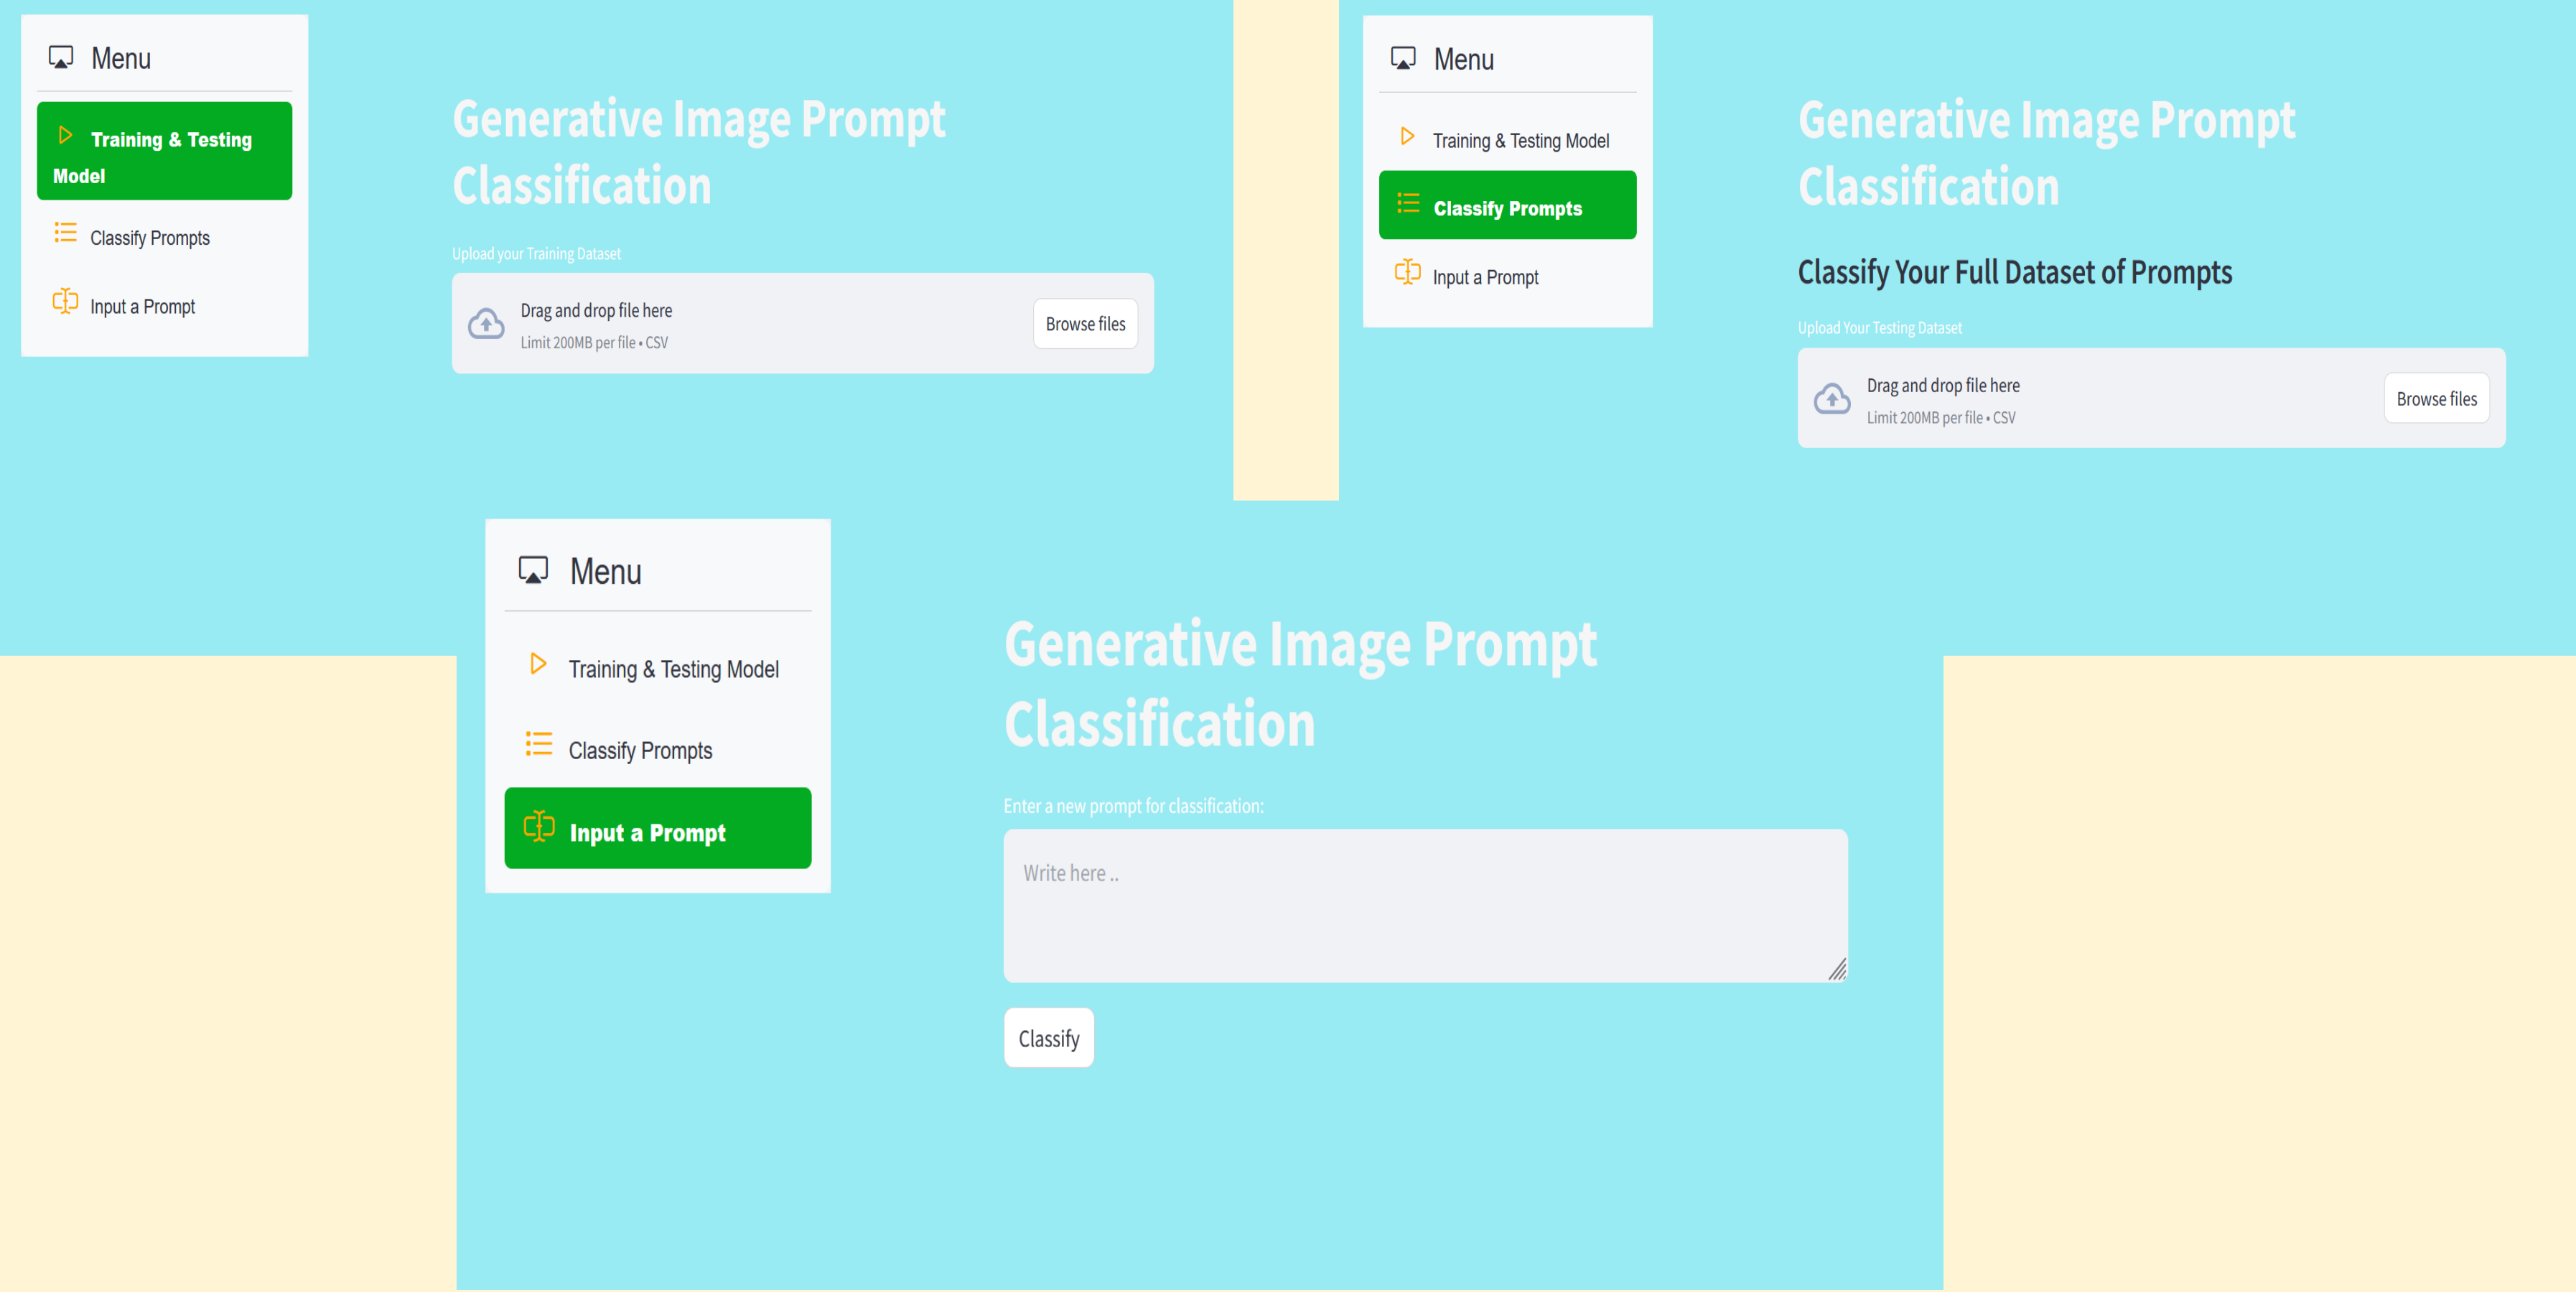 Menu
Training & Testing
Model
Classify Prompts
Input a Prompt
Generative Image Prompt
Classification
Upload your Training Dataset
Drag and drop file here
Limit 200MB per file • CSV
Browse files
Menu
Training & Testing Model
Classify Prompts
Input a Prompt
Generative Image Prompt
Classification
Classify Your Full Dataset of Prompts
Upload Your Testing Dataset
Drag and drop file here
Limit 200MB per file • CSV
Browse files
Menu
Training & Testing Model
Classify Prompts
Input a Prompt
Generative Image Prompt
Classification
Enter a new prompt for classification:
Write here ..
Classify